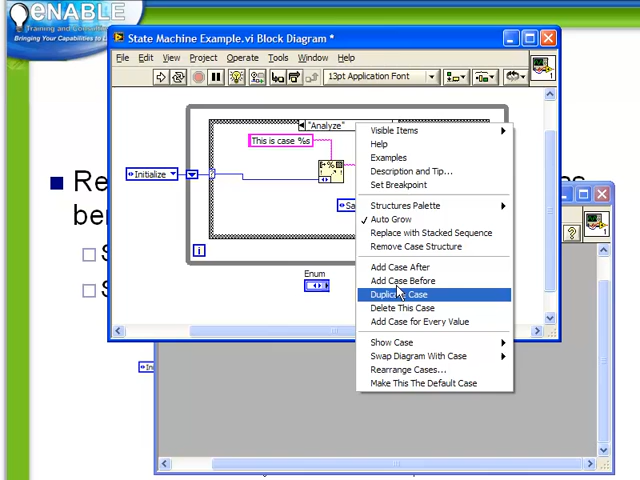 eNABLE
Training and Consulting
Bringing Your Capabilities to
State Machine Example.vi Block Diagram *
File Edit View Project Operate Tools Window Help
13pt Application Font
"Analyze"
This is case %s
Initialize
Sa
i
Enum
Visible Items
Help
Examples
Description and Tip...
Set Breakpoint
Structures Palette
Auto Grow
Replace with Stacked Sequence
Remove Case Structure
Add Case After
Add Case Before
Duplicate Case
Delete This Case
Add Case for Every Value
Show Case
Swap Diagram With Case
Rearrange Cases...
Make This The Default Case
Re
be
S
S
In